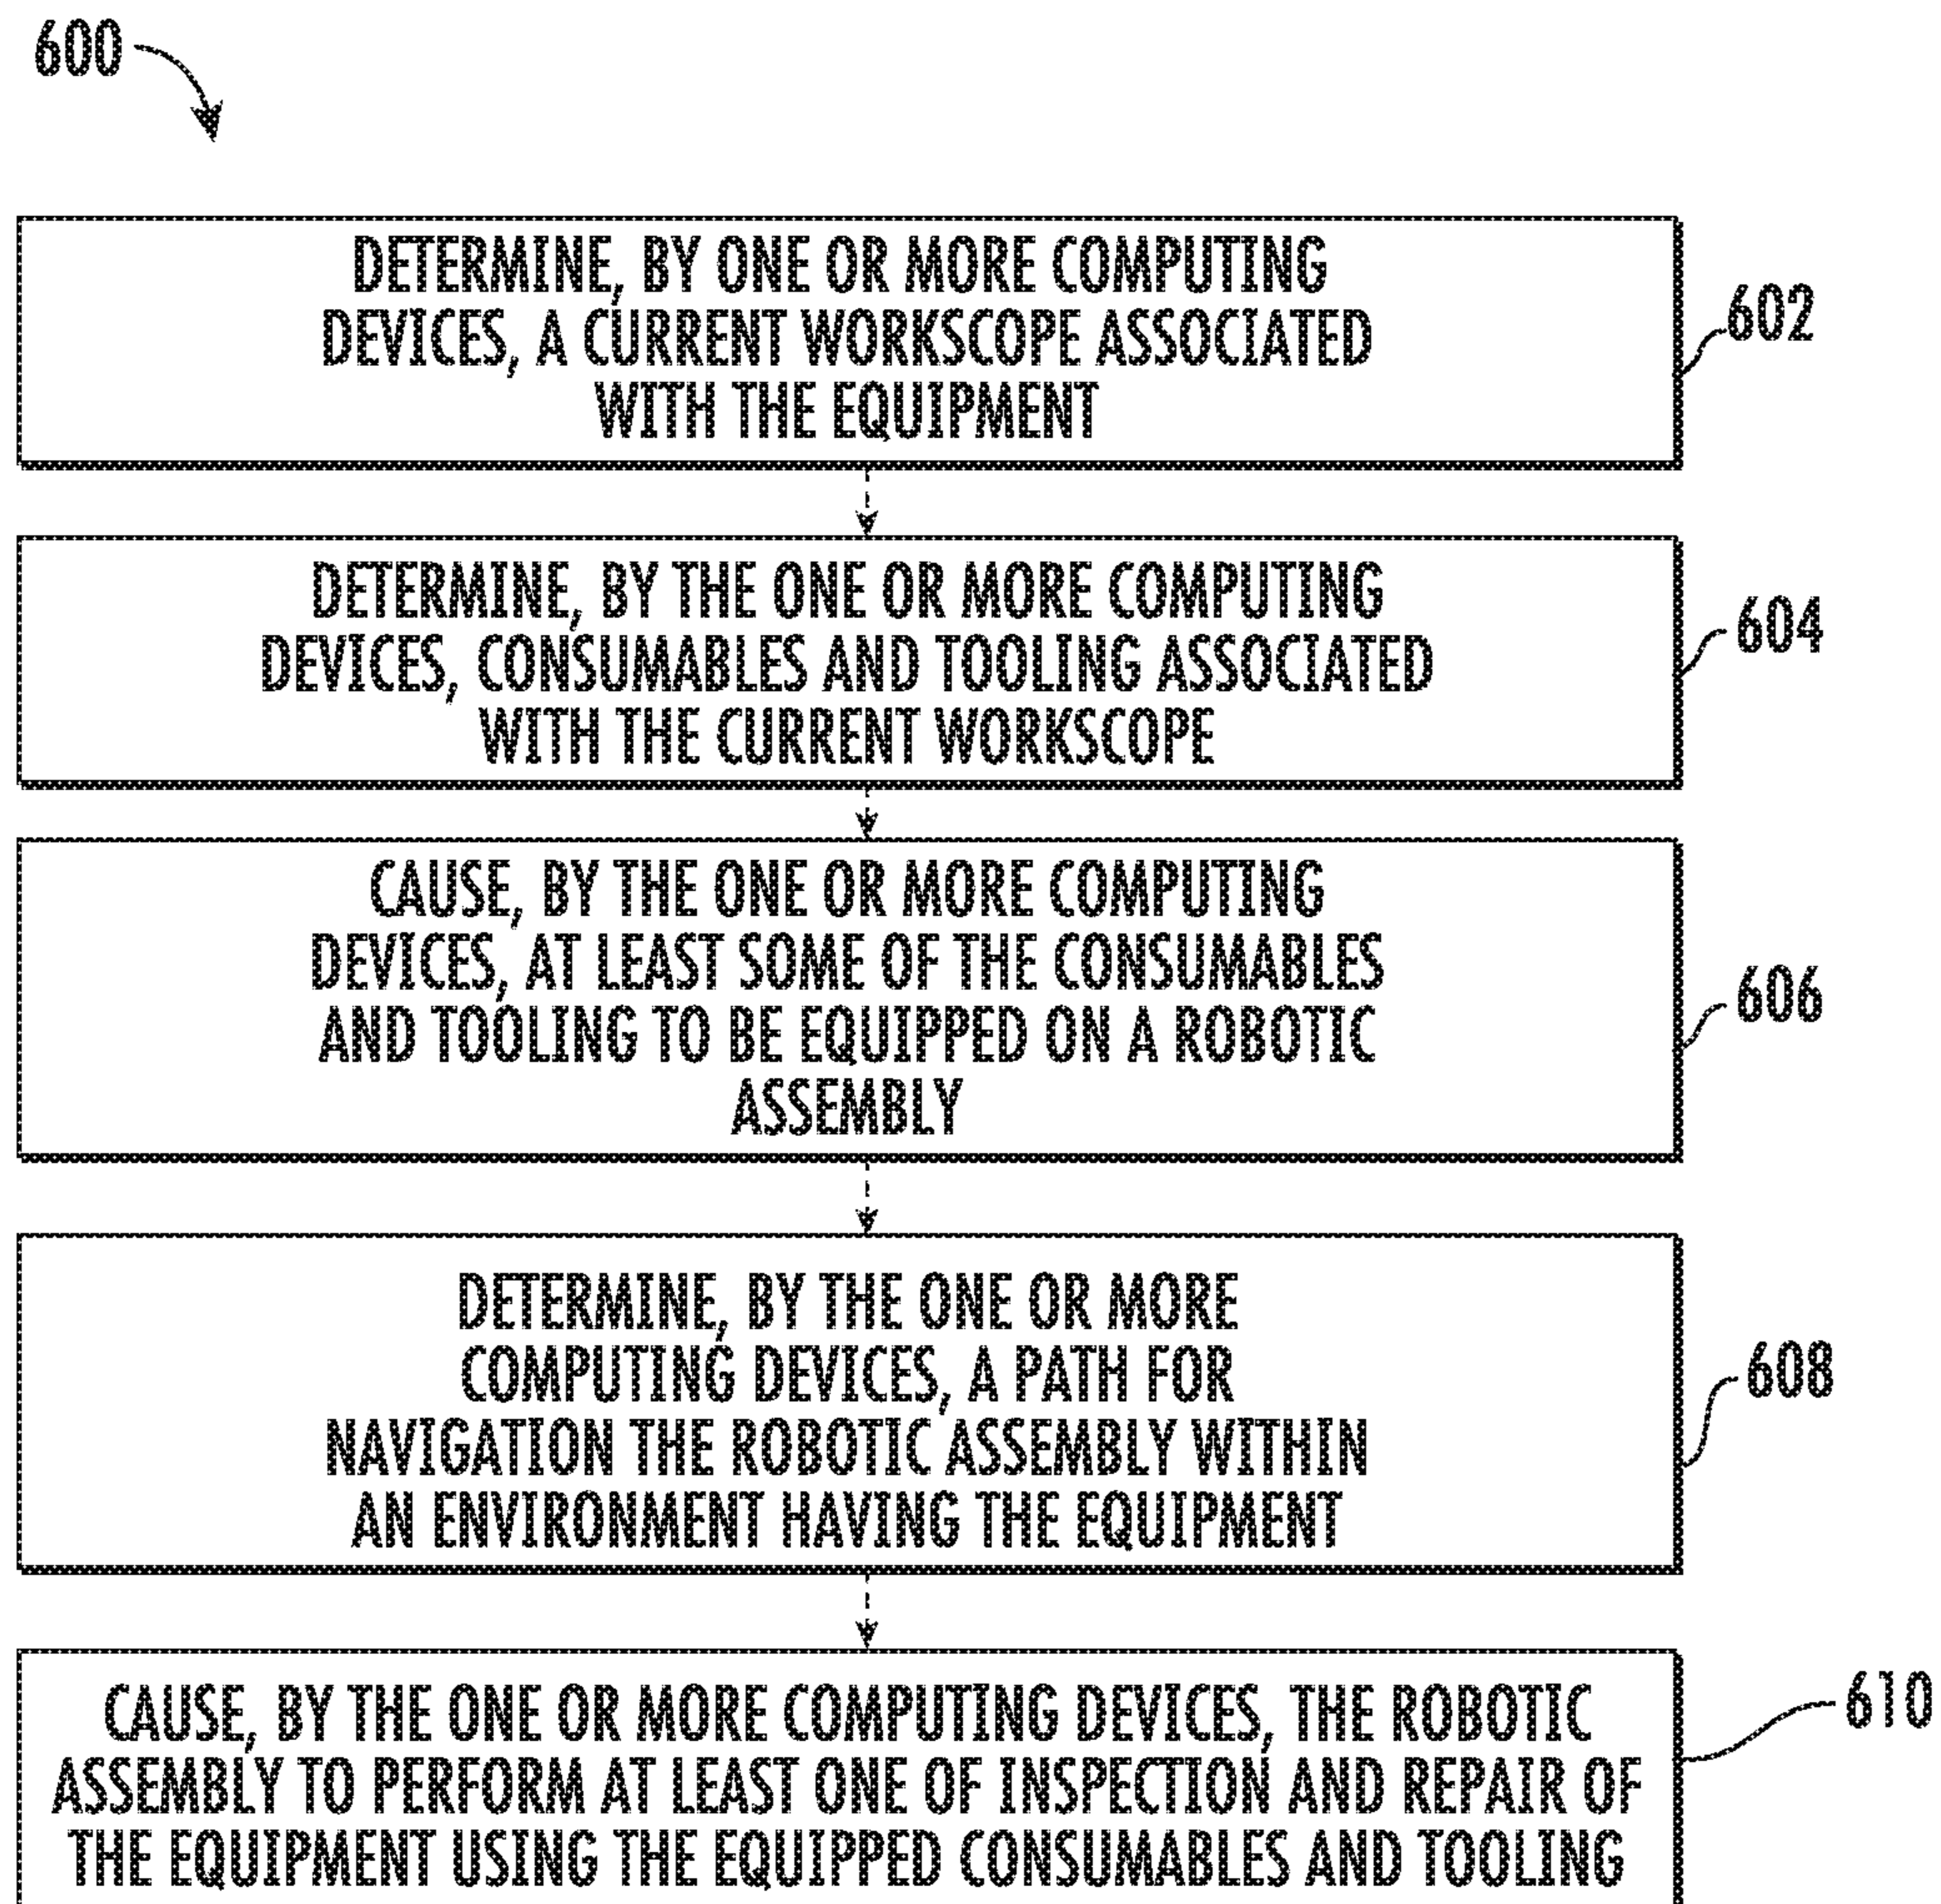 600
DETERMINE, BY ONE OR MORE COMPUTING
DEVICES, A CURRENT WORKSCOPE ASSOCIATED
WITH THE EQUIPMENT
602
DETERMINE, BY THE ONE OR MORE COMPUTING
DEVICES, CONSUMABLES AND TOOLING ASSOCIATED
WITH THE CURRENT WORKSCOPE
604
CAUSE, BY THE ONE OR MORE COMPUTING
DEVICES, AT LEAST SOME OF THE CONSUMABLES
AND TOOLING TO BE EQUIPPED ON A ROBOTIC
ASSEMBLY
606
DETERMINE, BY THE ONE OR MORE
COMPUTING DEVICES, A PATH FOR
NAVIGATION THE ROBOTIC ASSEMBLY WITHIN
AN ENVIRONMENT HAVING THE EQUIPMENT
608
CAUSE, BY THE ONE OR MORE COMPUTING DEVICES, THE ROBOTIC
ASSEMBLY TO PERFORM AT LEAST ONE OF INSPECTION AND REPAIR OF
THE EQUIPMENT USING THE EQUIPPED CONSUMABLES AND TOOLING
610